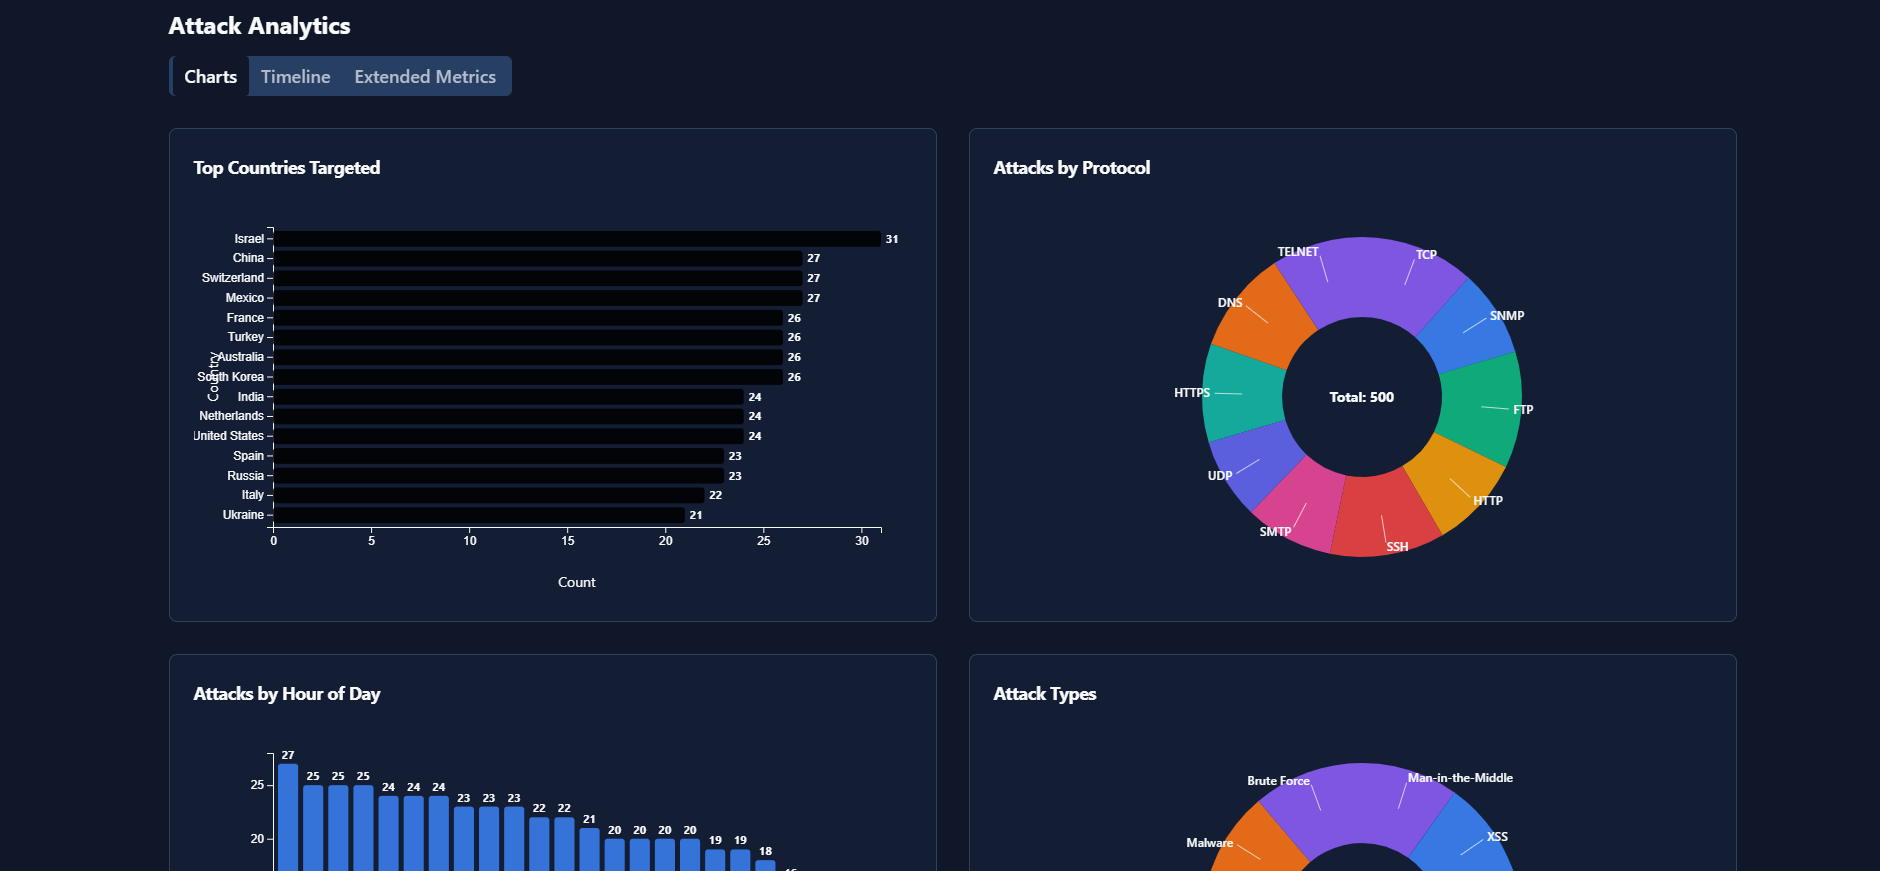 Attack Analytics
Charts
Timeline
Extended Metrics
Top Countries Targeted
Israel
31
China
27
Switzerland
27
Mexico
27
France
26
Turkey
26
Australia
26
South Korea
26
India
24
Netherlands
24
United States
24
Spain
23
Russia
23
Italy
22
Ukraine
21
Country
0 5 10 15 20 25 30
Count
Attacks by Protocol
TELNET
TCP
DNS
SNMP
HTTPS
Total: 500
FTP
UDP
HTTP
SMTP
SSH
Attacks by Hour of Day
25
20
27 25 25 25 24 24 24 23 23 23 22 22 21 20 20 20 20 19 19 18
Attack Types
Brute Force
Man-in-the-Middle
Malware
XSS